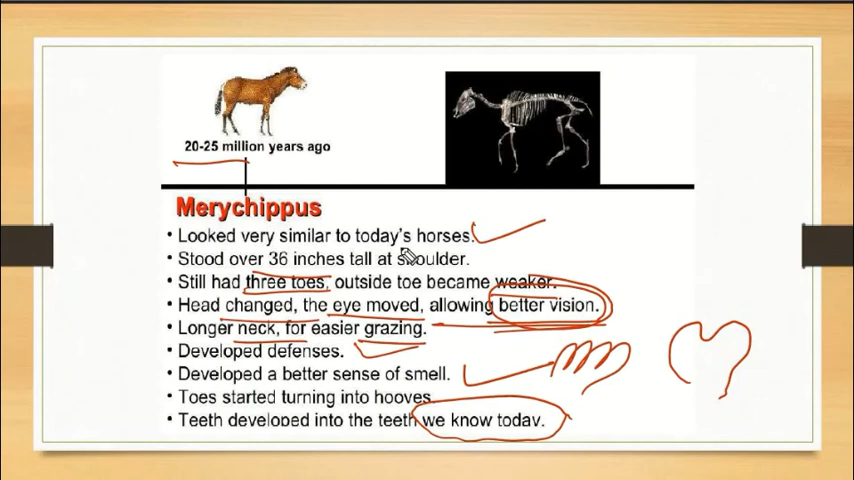 20-25 million years ago
Merychippus
• Looked very similar to today's horses.
• Stood over 36 inches tall at shoulder.
• Still had three toes, outside toe became weaker.
• Head changed, the eye moved, allowing better vision.
• Longer neck, for easier grazing.
• Developed defenses.
• Developed a better sense of smell.
• Toes started turning into hooves.
• Teeth developed into the teeth we know today.